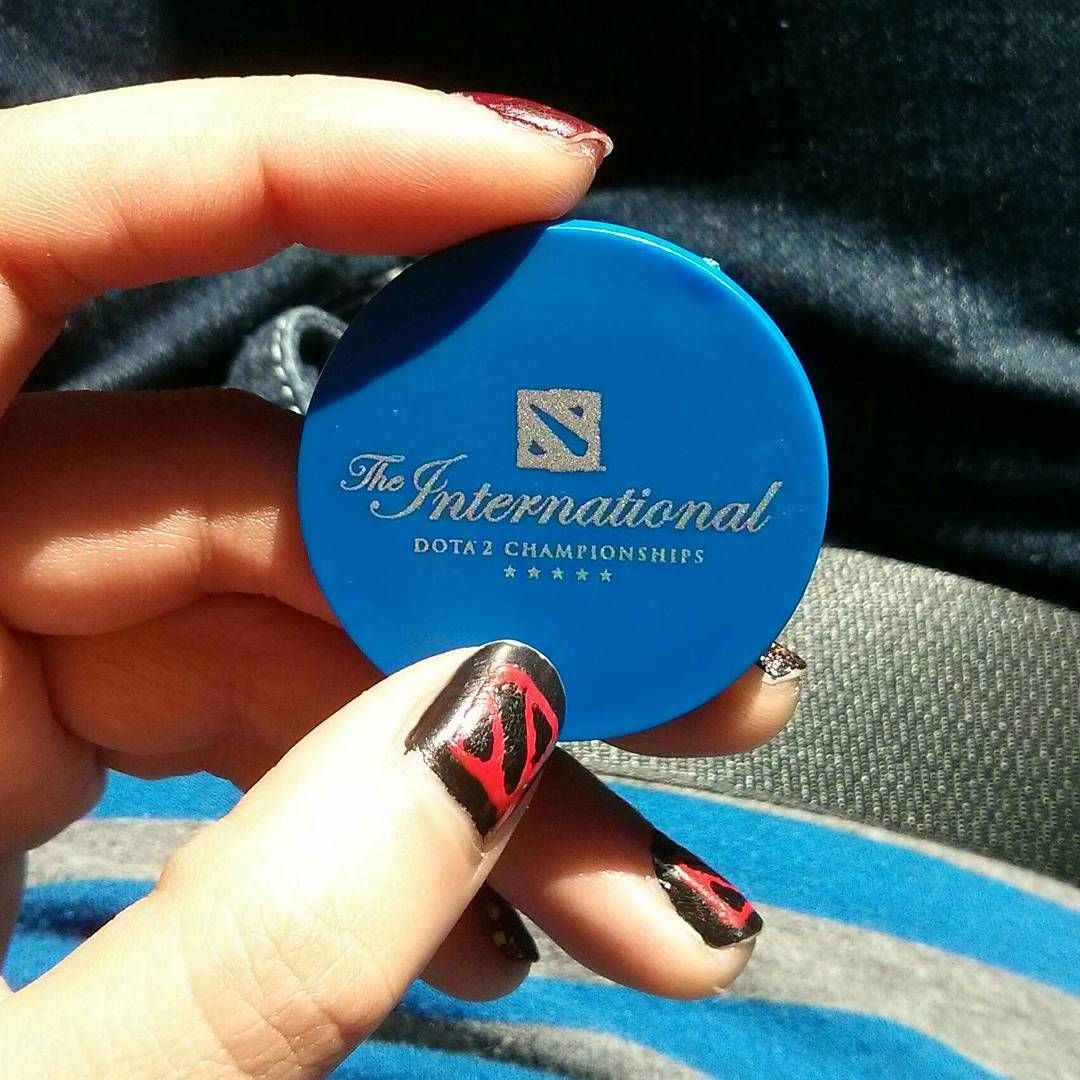 The International
DOTA 2 CHAMPIONSHIPS